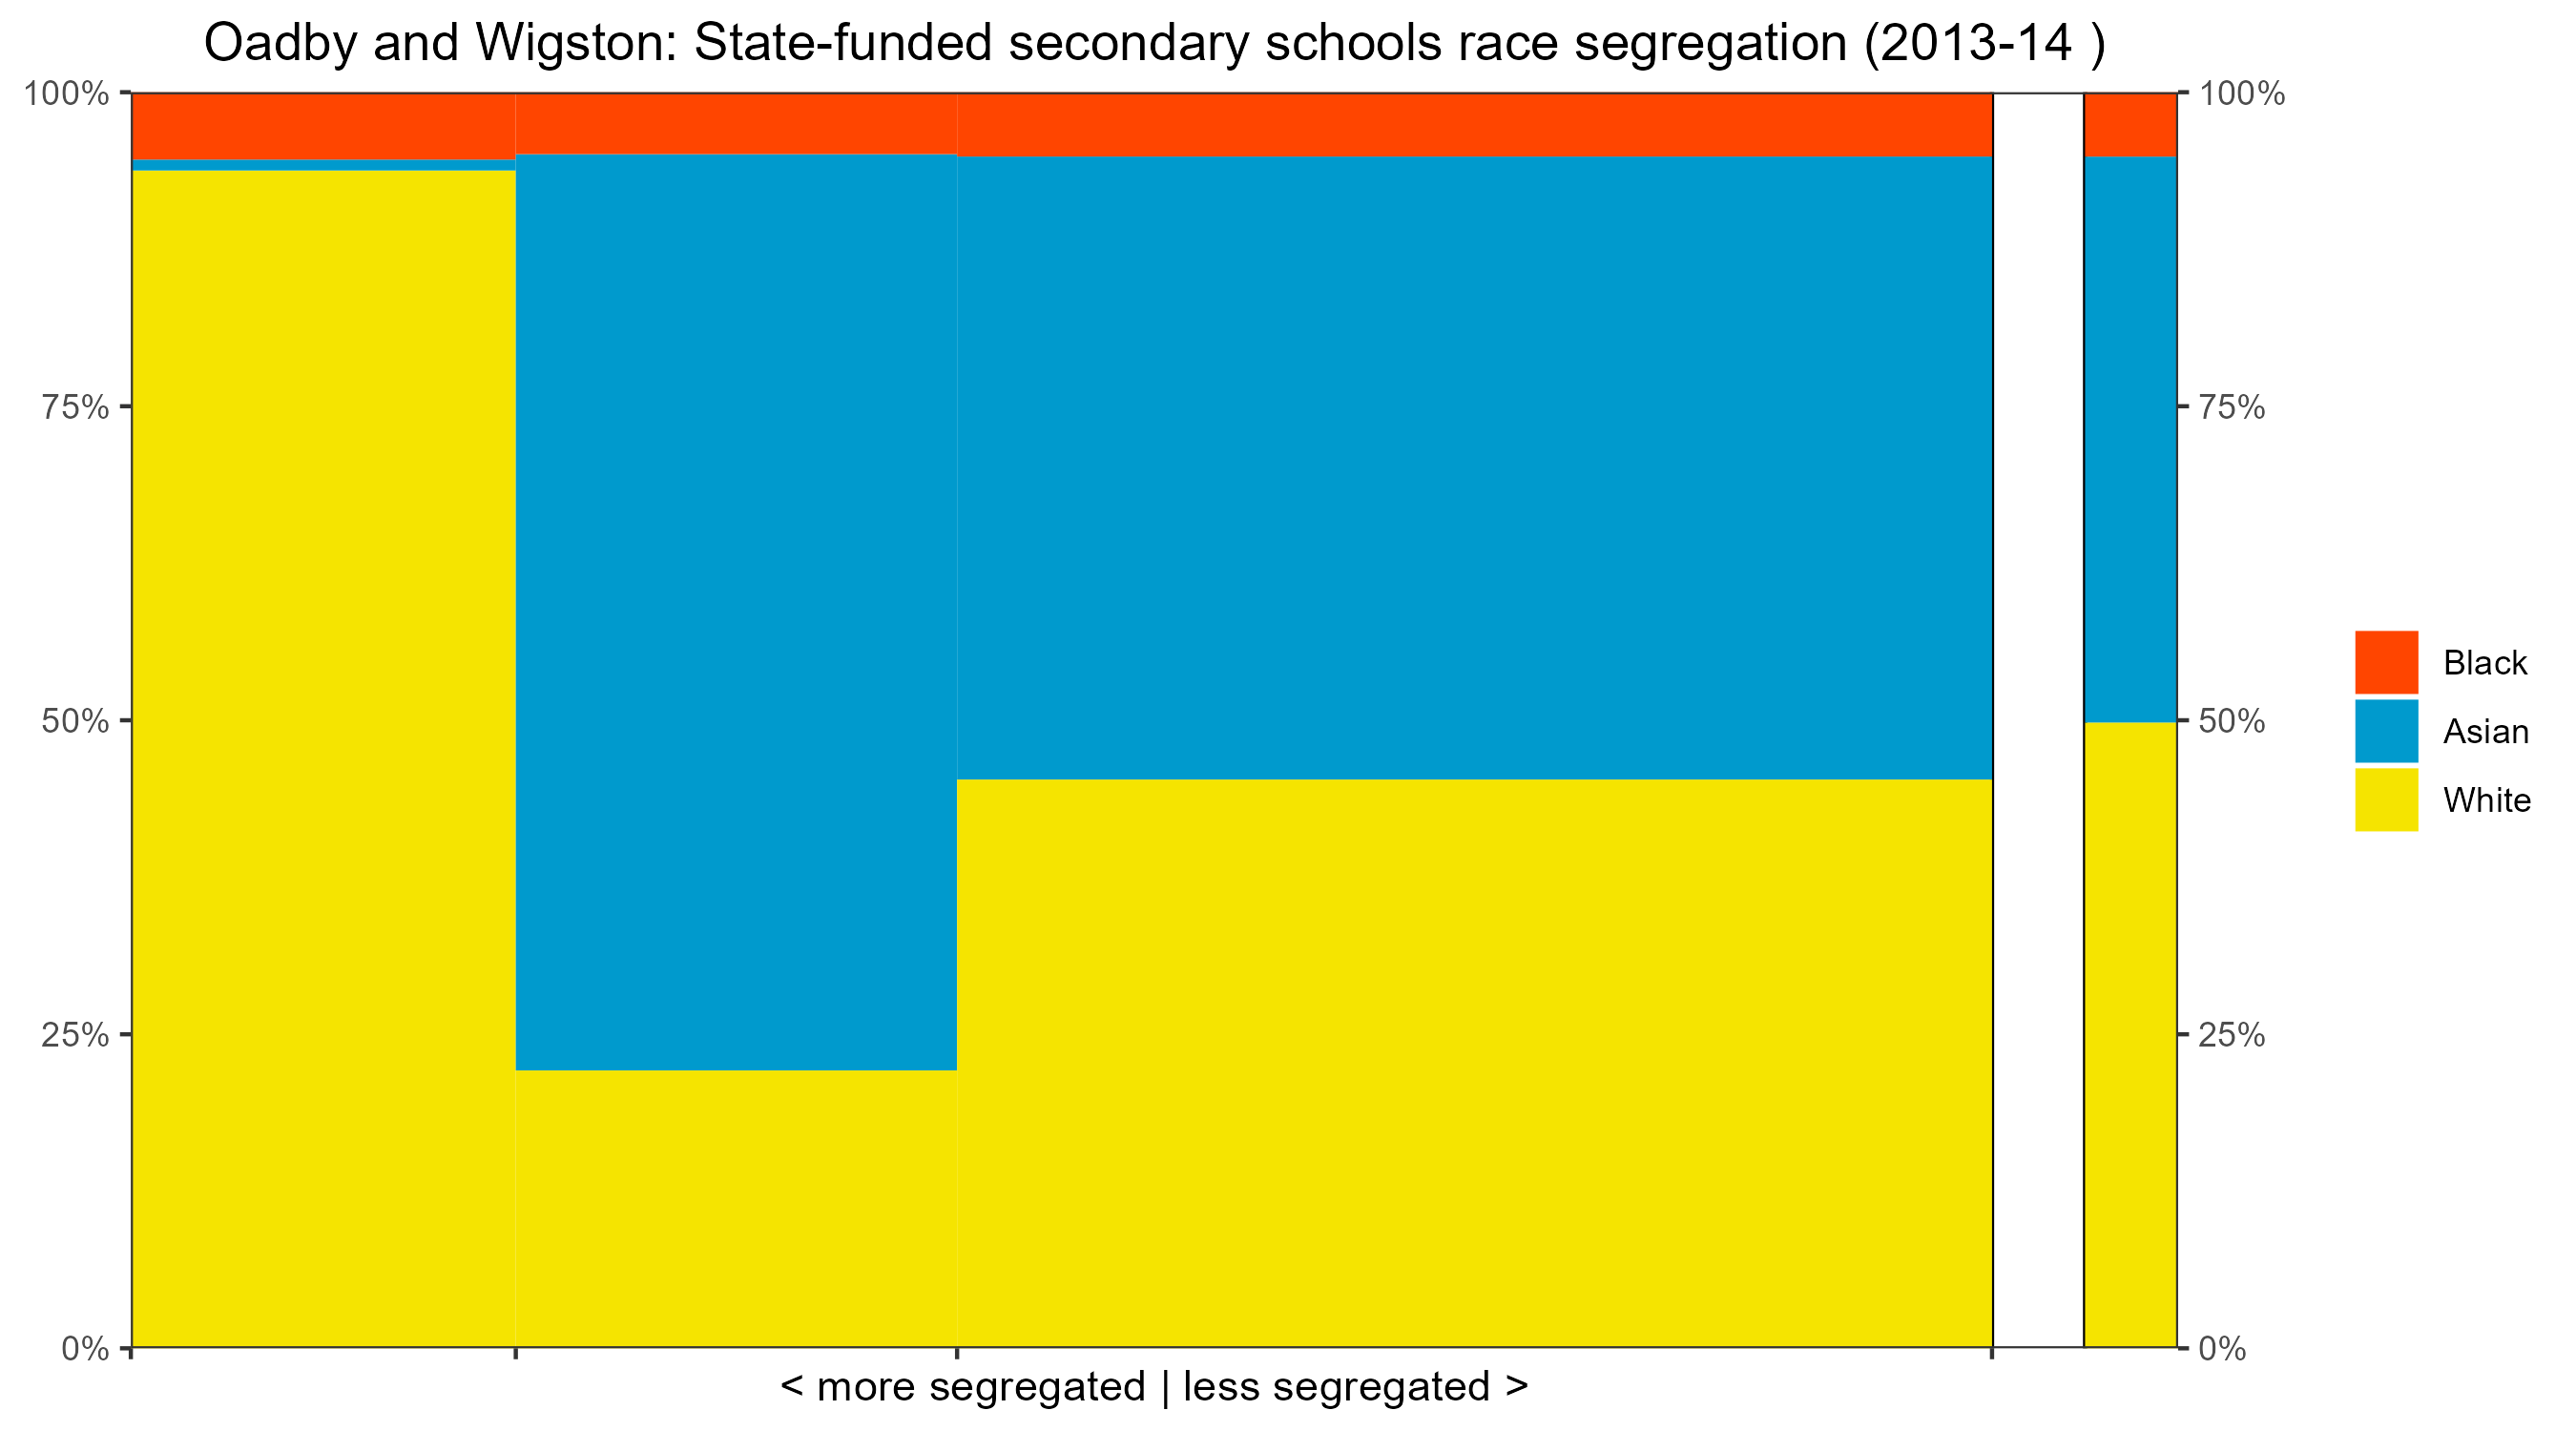 Oadby and Wigston: State-funded secondary schools race segregation (2013-14 )
100%
100%
75%
75%
50%
50%
25%
25%
0%
0%
Black
Asian
White
< more segregated | less segregated >